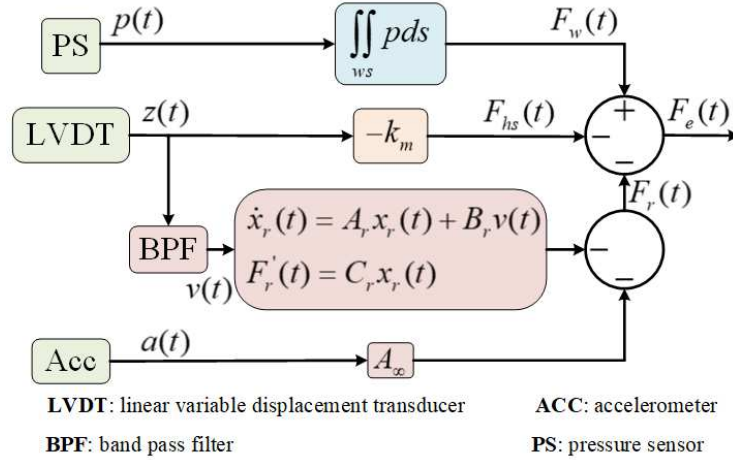 PS p(t) ∬ws pds F_w(t)
LVDT z(t) −k_m F_hs(t) + − − F_e(t)
F_r(t)
BPF v(t) ẋ_r(t) = A_r x_r(t) + B_r v(t) − −
F_r'(t) = C_r x_r(t)
Acc a(t) A_∞
LVDT: linear variable displacement transducer ACC: accelerometer
BPF: band pass filter PS: pressure sensor